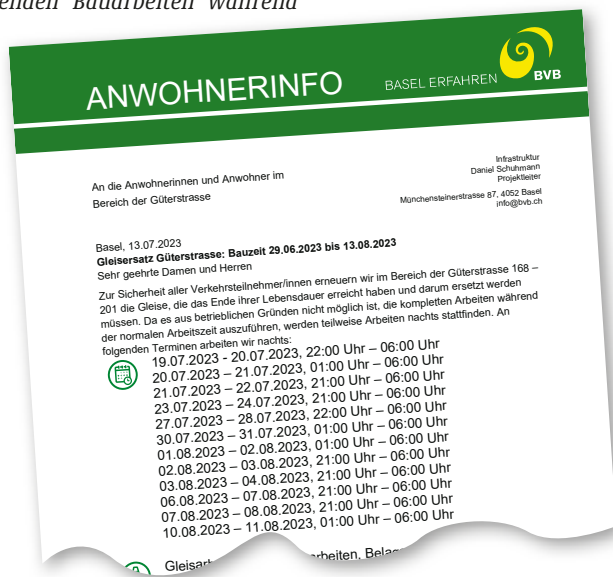 Bauarbeiten während
ANWOHNERINFO
BASEL ERFAHREN
BVB
An die Anwohnerinnen und Anwohner im
Bereich der Güterstrasse
Infrastruktur
Daniel Schuhmann
Projektleiter
Münchensteinerstrasse 87, 4052 Basel
info@bvb.ch
Basel, 13.07.2023
Gleisersatz Güterstrasse: Bauzeit 29.06.2023 bis 13.08.2023
Sehr geehrte Damen und Herren
Zur Sicherheit aller Verkehrsteilnehmer/innen erneuern wir im Bereich der Güterstrasse 168 –
201 die Gleise, die das Ende ihrer Lebensdauer erreicht haben und darum ersetzt werden
müssen. Da es aus betrieblichen Gründen nicht möglich ist, die kompletten Arbeiten während
der normalen Arbeitszeit auszuführen, werden teilweise Arbeiten nachts stattfinden. An
folgenden Terminen arbeiten wir nachts:
19.07.2023 - 20.07.2023, 22:00 Uhr – 06:00 Uhr
20.07.2023 – 21.07.2023, 01:00 Uhr – 06:00 Uhr
21.07.2023 – 22.07.2023, 21:00 Uhr – 06:00 Uhr
23.07.2023 – 24.07.2023, 21:00 Uhr – 06:00 Uhr
27.07.2023 – 28.07.2023, 22:00 Uhr – 06:00 Uhr
30.07.2023 – 31.07.2023, 01:00 Uhr – 06:00 Uhr
01.08.2023 – 02.08.2023, 01:00 Uhr – 06:00 Uhr
02.08.2023 – 03.08.2023, 21:00 Uhr – 06:00 Uhr
03.08.2023 – 04.08.2023, 21:00 Uhr – 06:00 Uhr
06.08.2023 – 07.08.2023, 21:00 Uhr – 06:00 Uhr
07.08.2023 – 08.08.2023, 21:00 Uhr – 06:00 Uhr
10.08.2023 – 11.08.2023, 01:00 Uhr – 06:00 Uhr